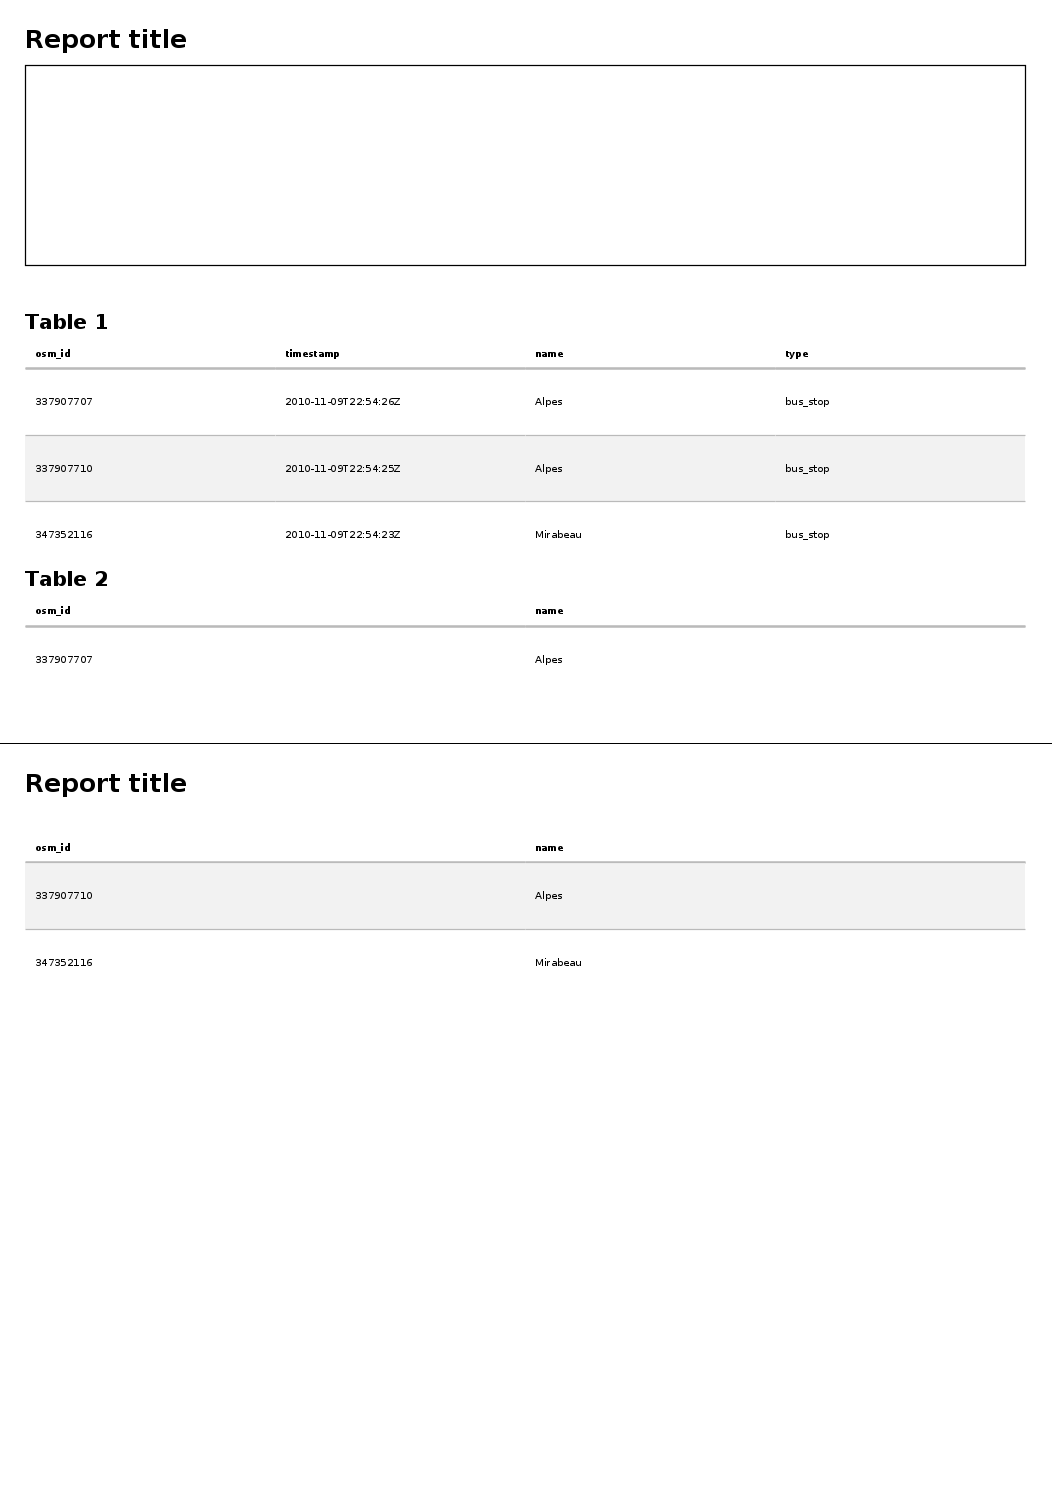 Report title
Table 1
osm_id timestamp name type
337907707 2010-11-09T22:54:26Z Alpes bus_stop
337907710 2010-11-09T22:54:25Z Alpes bus_stop
347352116 2010-11-09T22:54:23Z Mirabeau bus_stop
Table 2
osm_id name
337907707 Alpes
Report title
osm_id name
337907710 Alpes
347352116 Mirabeau